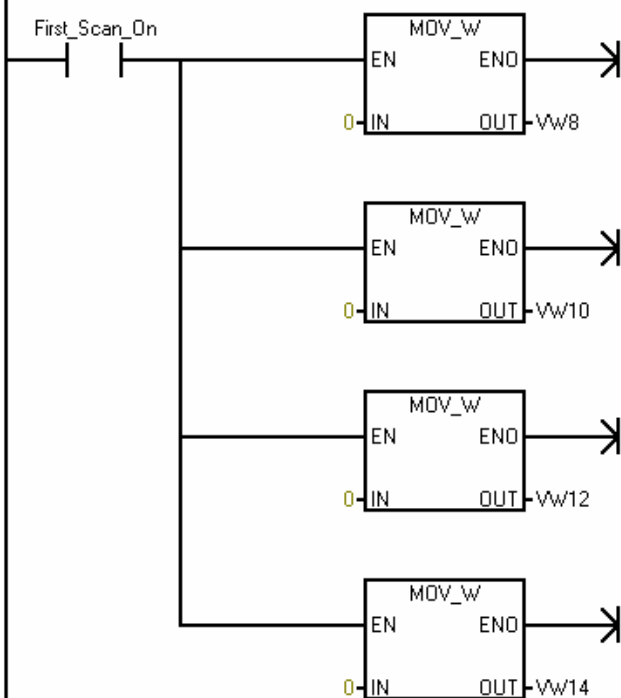 First_Scan_On
MOV_W
EN ENO
0 IN OUT VW8
MOV_W
EN ENO
0 IN OUT VW10
MOV_W
EN ENO
0 IN OUT VW12
MOV_W
EN ENO
0 IN OUT VW14